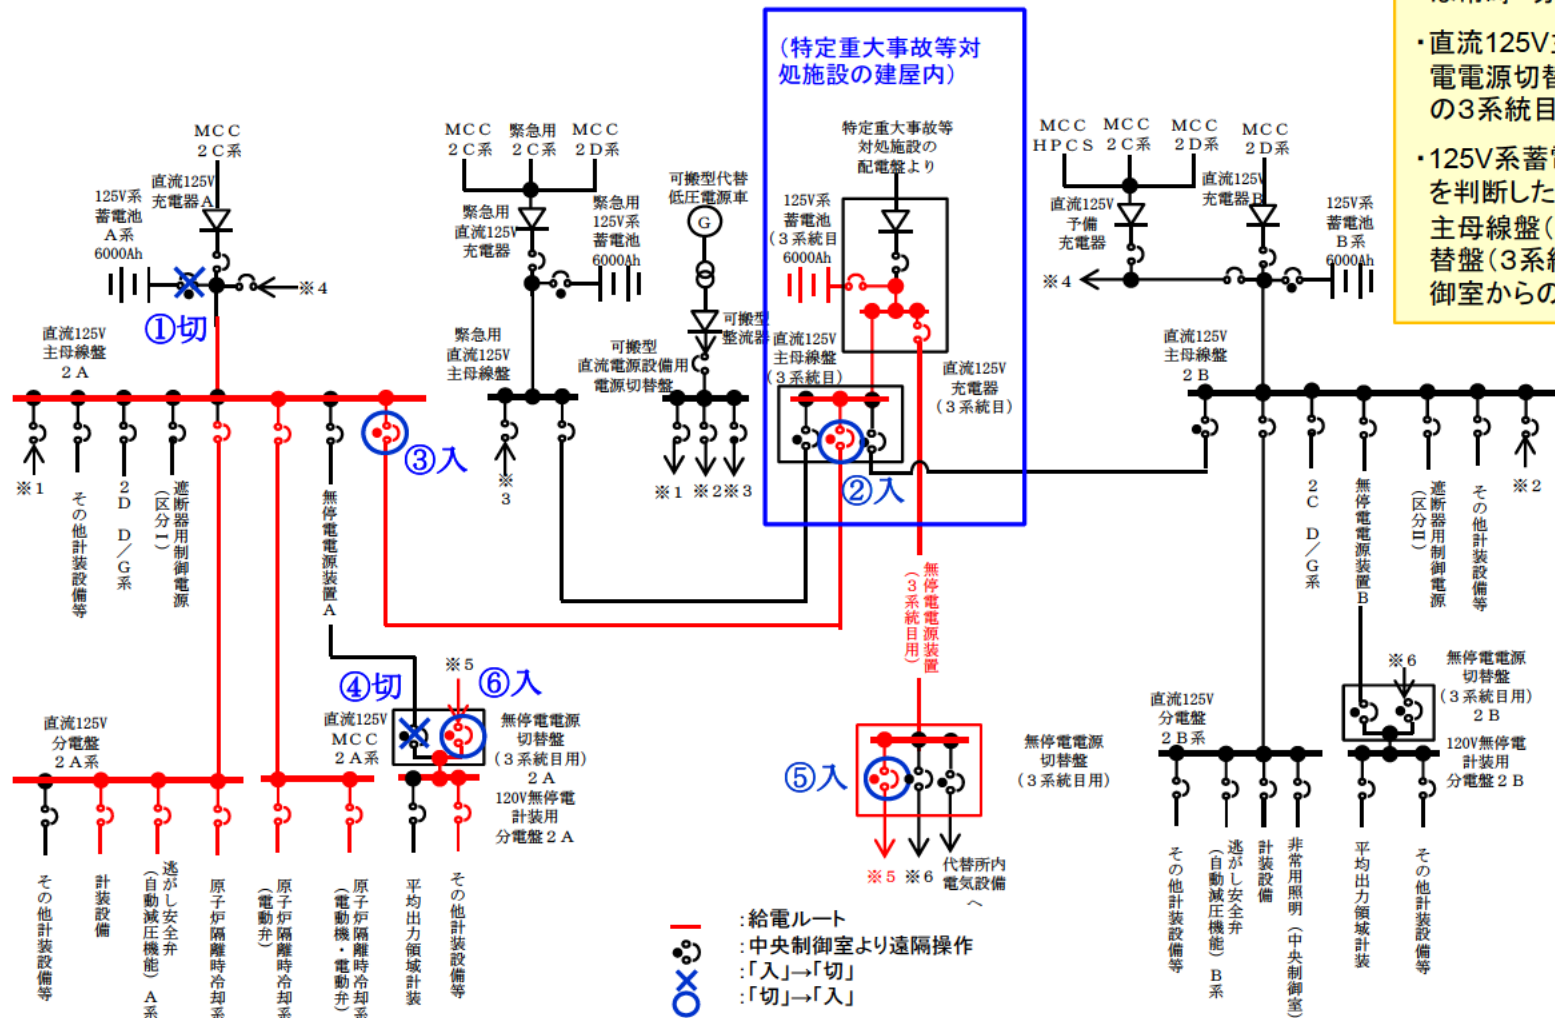 ・直流125V
電電源切替
の3系統目
・125V系蓄電
を判断した
主母線盤(
替盤(3系統
御室からの
(特定重大事故等対
処施設の建屋内)
特定重大事故等
対処施設の
配電盤より
MCC
2C系
直流125V
充電器A
125V系
蓄電池
A系
6000Ah
※4
①切
直流125V
主母線盤
2A
MCC
2C系
緊急用
2C系
MCC
2D系
緊急用
直流125V
充電器
緊急用
125V系
蓄電池
6000Ah
緊急用
直流125V
主母線盤
可搬型代替
低圧電源車
G
可搬型
整流器
可搬型
直流電源設備用
電源切替盤
125V系
蓄電池
(3系統目
6000Ah
直流125V
主母線盤
(3系統目)
直流125V
充電器
(3系統目)
MCC
HPCS
MCC
2C系
MCC
2D系
MCC
2D系
直流125V
予備
充電器
直流125V
充電器B
125V系
蓄電池
B系
6000Ah
※4
直流125V
主母線盤
2B
③入
②入
※1
その他計装設備等
2D D/G系
遮断器用制御電源
(区分Ⅰ)
無停電電源装置A
※3
※1
※2
※3
無停電電源装置
(3系統目用)
2C D/G系
無停電電源装置B
遮断器用制御電源
(区分Ⅱ)
その他計装設備等
※2
④切
※5
⑥入
直流125V
分電盤
2A系
直流125V
MCC
2A系
無停電電源
切替盤
(3系統目用)
2A
120V無停電
計装用
分電盤2A
⑤入
無停電電源
切替盤
(3系統目用)
※5
※6
代替所内
電気設備
へ
直流125V
分電盤
2B系
※6
無停電電源
切替盤
(3系統目用)
2B
120V無停電
計装用
分電盤2B
その他計装設備等
計装設備
逃がし安全弁
(自動減圧機能)A系
原子炉隔離時冷却系
原子炉隔離時冷却系
(電動弁)
原子炉隔離時冷却系
(電動機・電動弁)
平均出力領域計装
その他計装設備等
その他計装設備等
逃がし安全弁
(自動減圧機能)B系
計装設備
非常用照明(中央制御室)
平均出力領域計装
その他計装設備等
:給電ルート
:中央制御室より遠隔操作
:「入」→「切」
:「切」→「入」